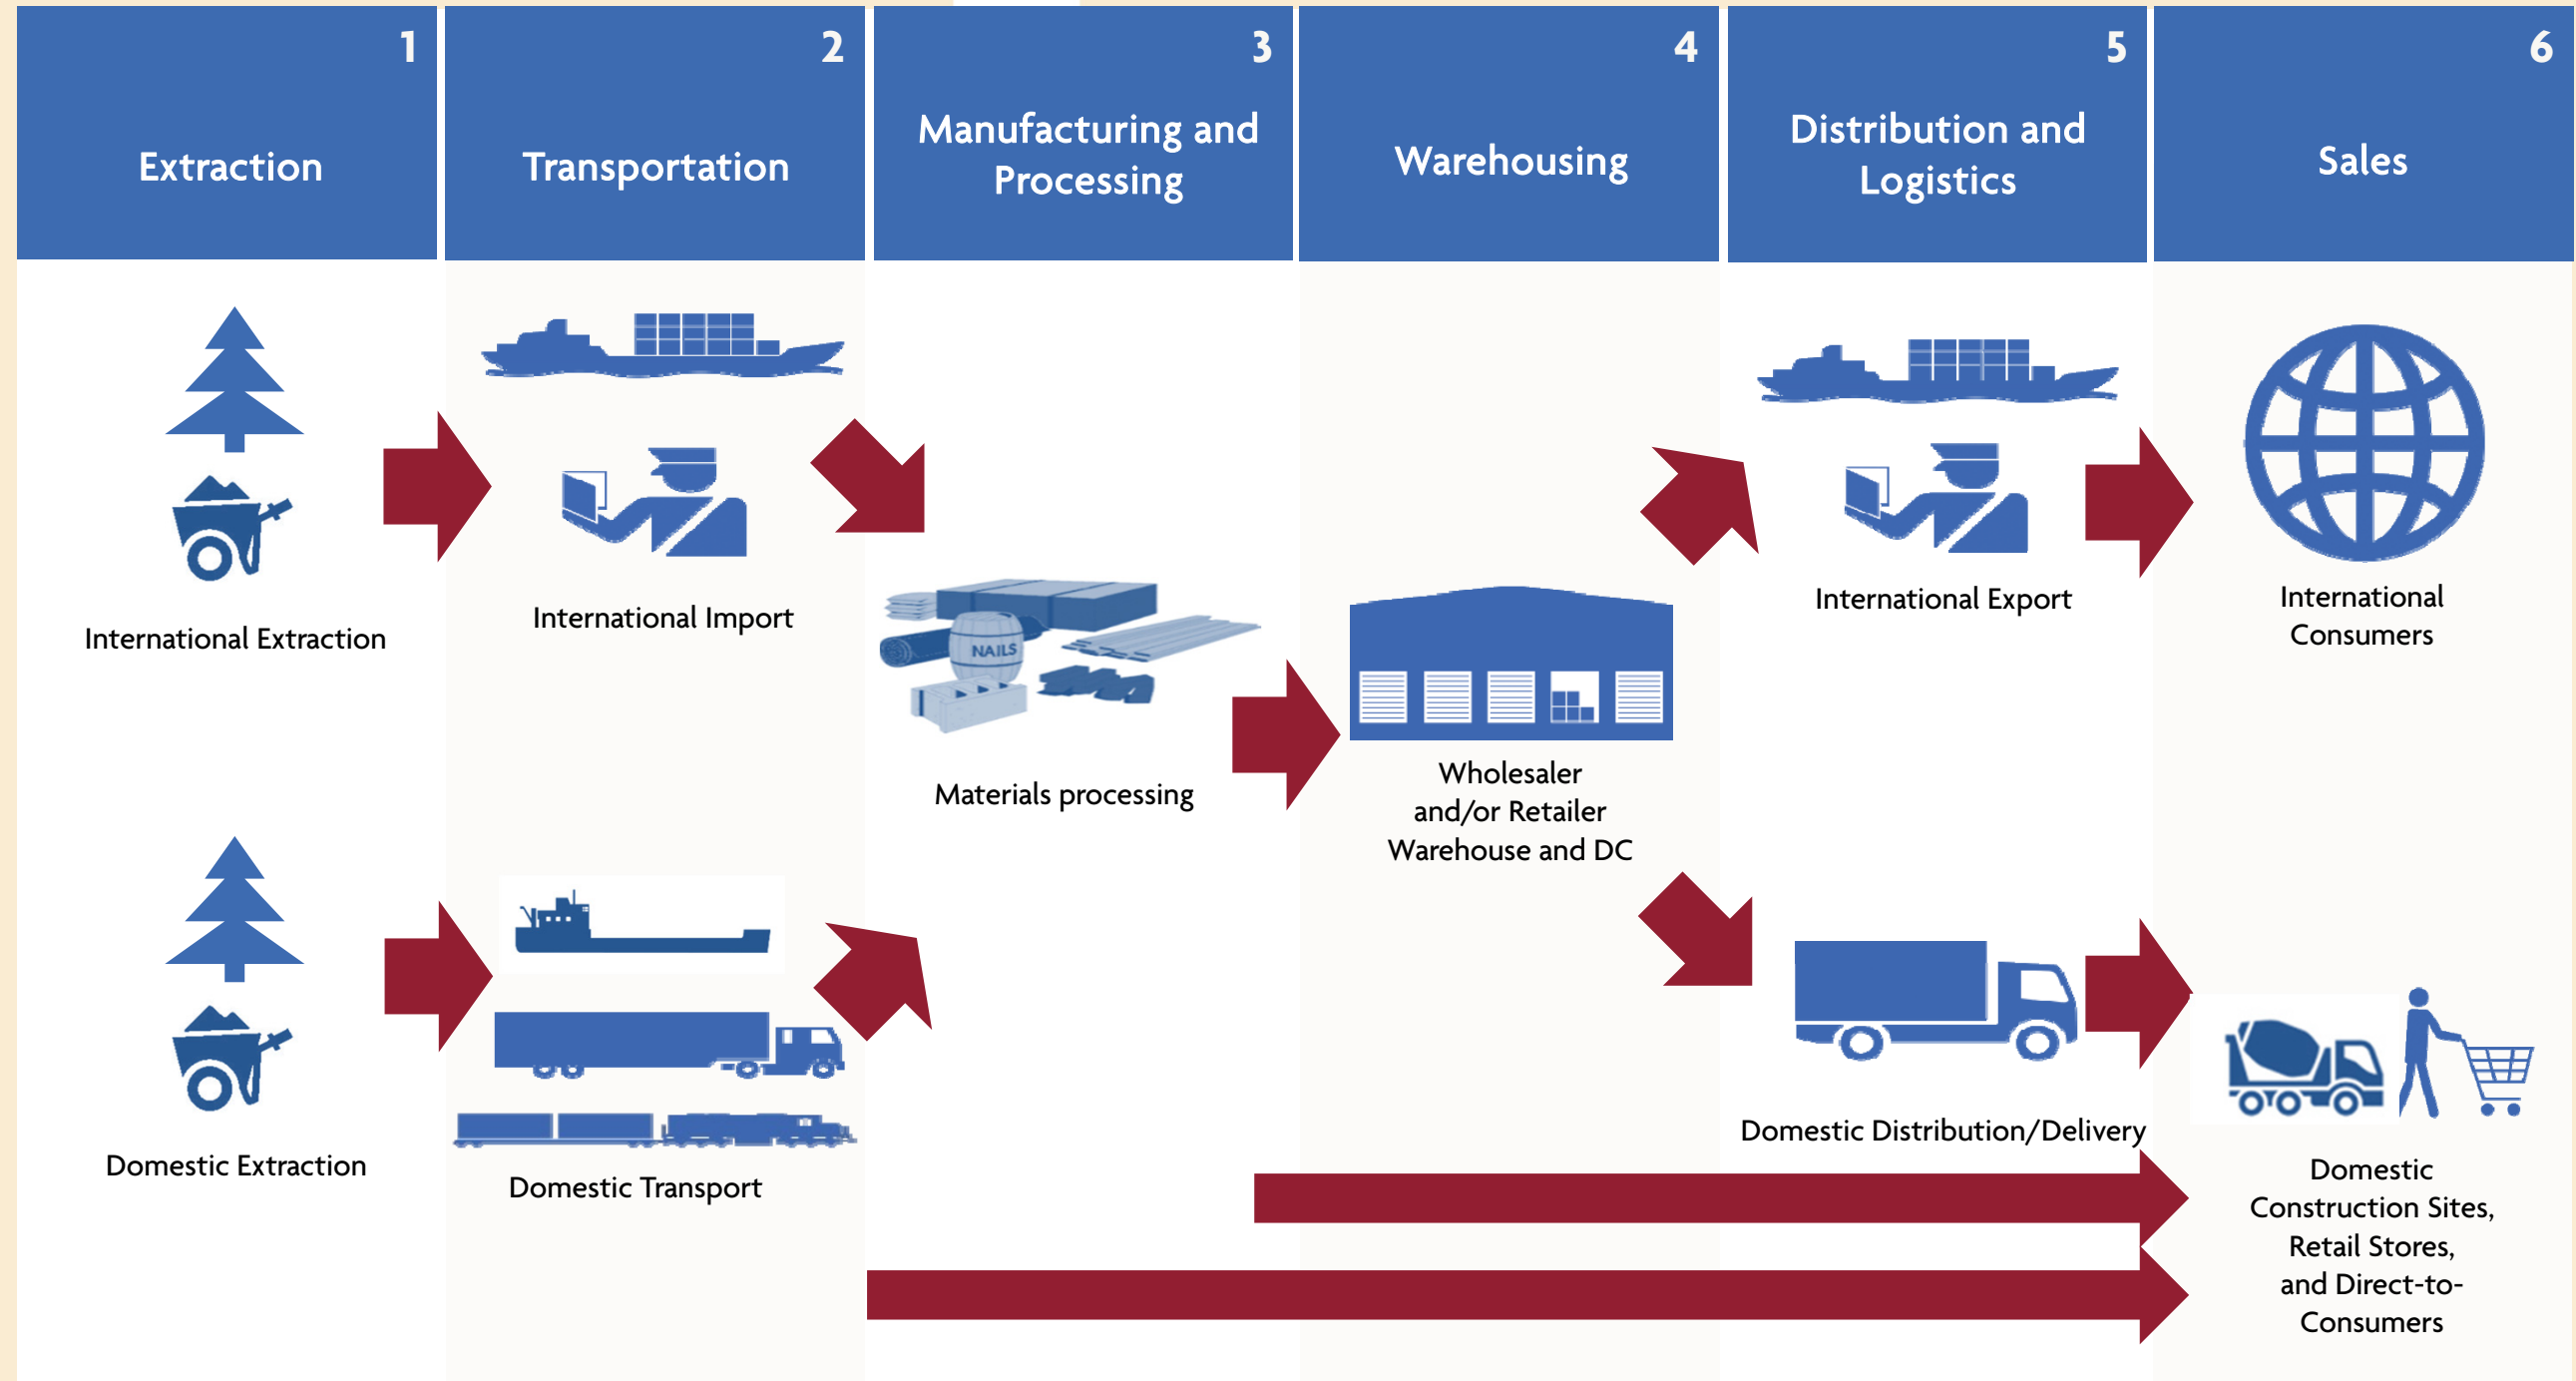 1
Extraction
2
Transportation
3
Manufacturing and
Processing
4
Warehousing
5
Distribution and
Logistics
6
Sales
International Extraction
Domestic Extraction
International Import
Domestic Transport
NAILS
Materials processing
Wholesaler
and/or Retailer
Warehouse and DC
International Export
Domestic Distribution/Delivery
International
Consumers
Domestic
Construction Sites,
Retail Stores,
and Direct-to-
Consumers